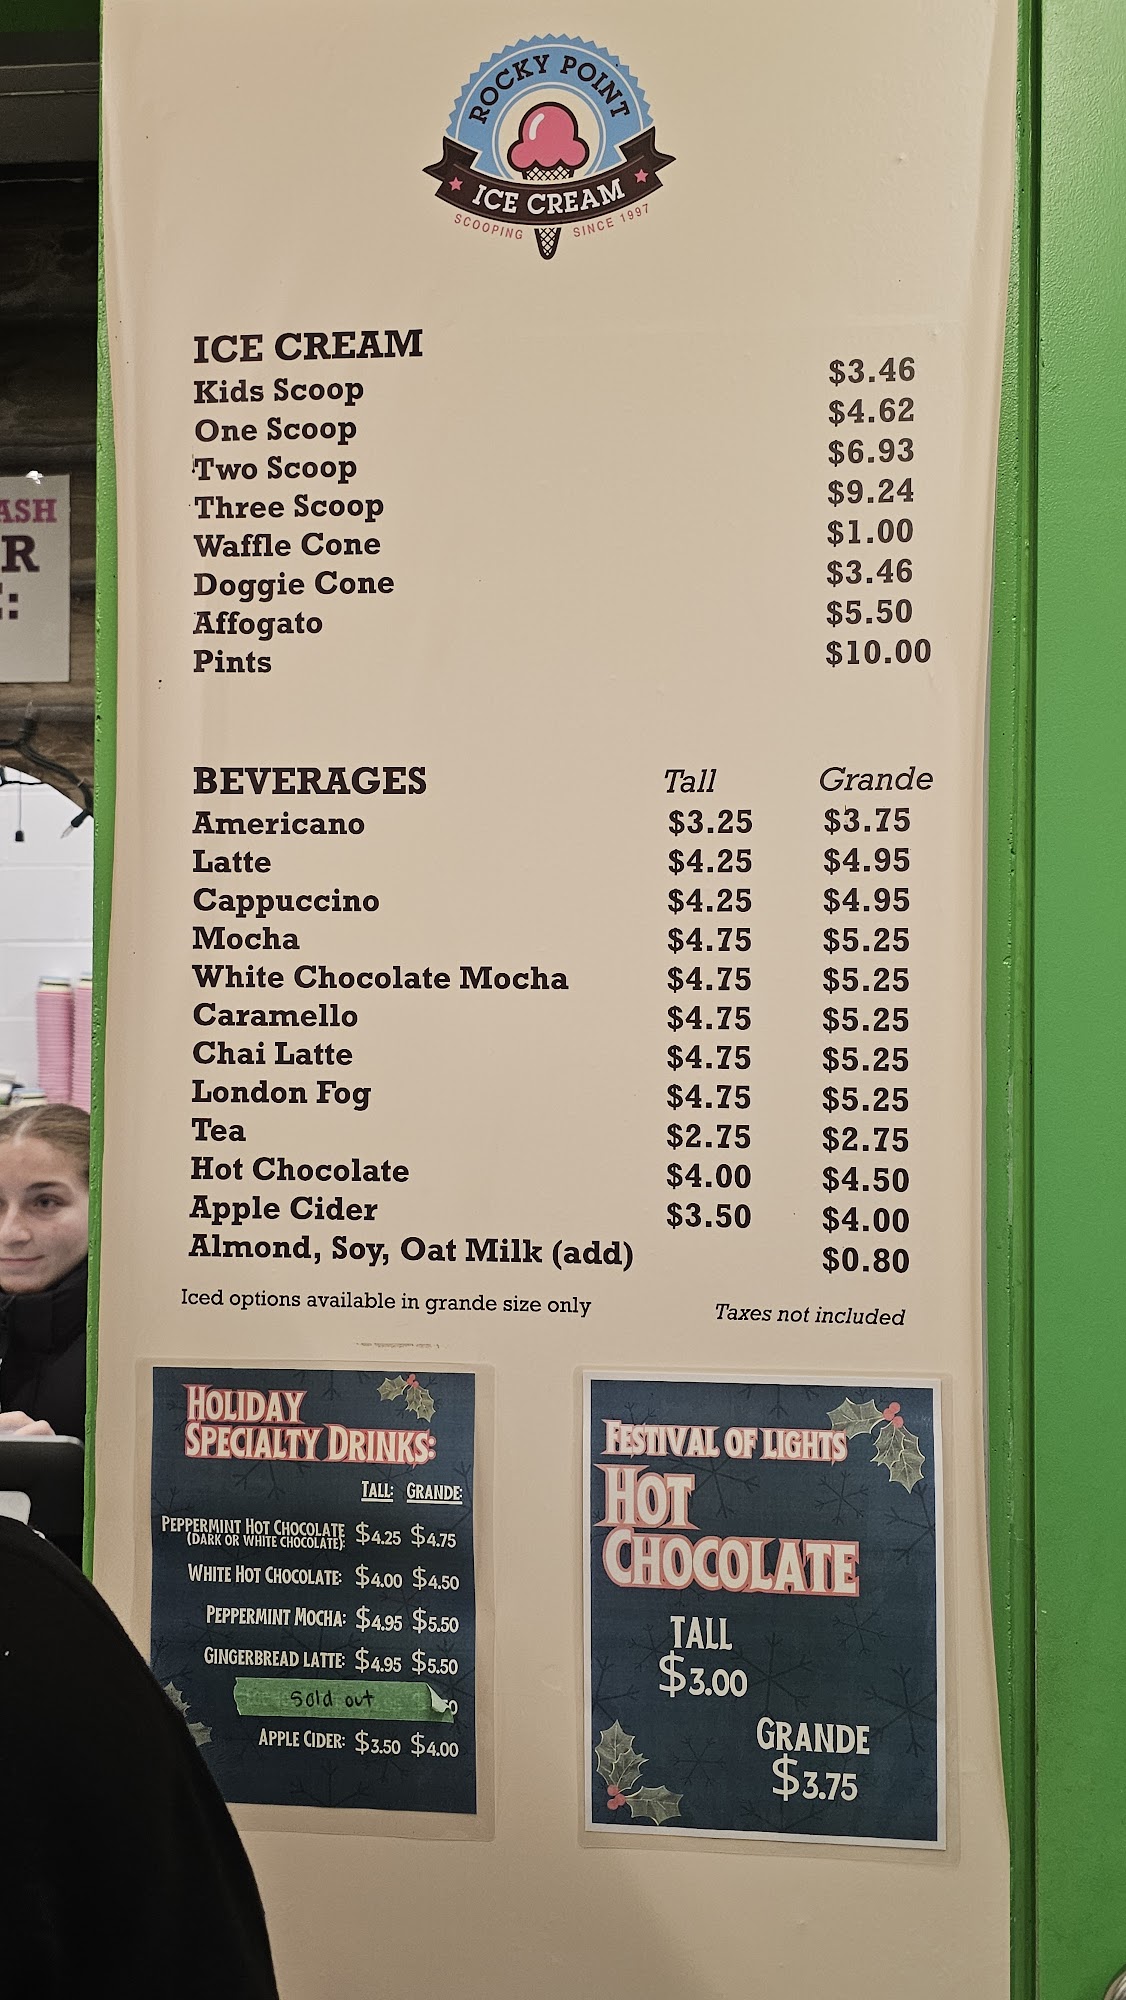 ROCKY POINT
ICE CREAM
SCOOPING SINCE 1997
ASH
R
E:
ICE CREAM
Kids Scoop $3.46
One Scoop $4.62
Two Scoop $6.93
Three Scoop $9.24
Waffle Cone $1.00
Doggie Cone $3.46
Affogato $5.50
Pints $10.00
BEVERAGES Tall Grande
Americano $3.25 $3.75
Latte $4.25 $4.95
Cappuccino $4.25 $4.95
Mocha $4.75 $5.25
White Chocolate Mocha $4.75 $5.25
Caramello $4.75 $5.25
Chai Latte $4.75 $5.25
London Fog $4.75 $5.25
Tea $2.75 $2.75
Hot Chocolate $4.00 $4.50
Apple Cider $3.50 $4.00
Almond, Soy, Oat Milk (add) $0.80
Iced options available in grande size only Taxes not included
HOLIDAY
SPECIALTY DRINKS:
TALL: GRANDE:
PEPPERMINT HOT CHOCOLATE
(DARK OR WHITE CHOCOLATE): $4.25 $4.75
WHITE HOT CHOCOLATE: $4.00 $4.50
PEPPERMINT MOCHA: $4.95 $5.50
GINGERBREAD LATTE: $4.95 $5.50
Sold out
APPLE CIDER: $3.50 $4.00
FESTIVAL OF LIGHTS
HOT
CHOCOLATE
TALL
$3.00
GRANDE
$3.75